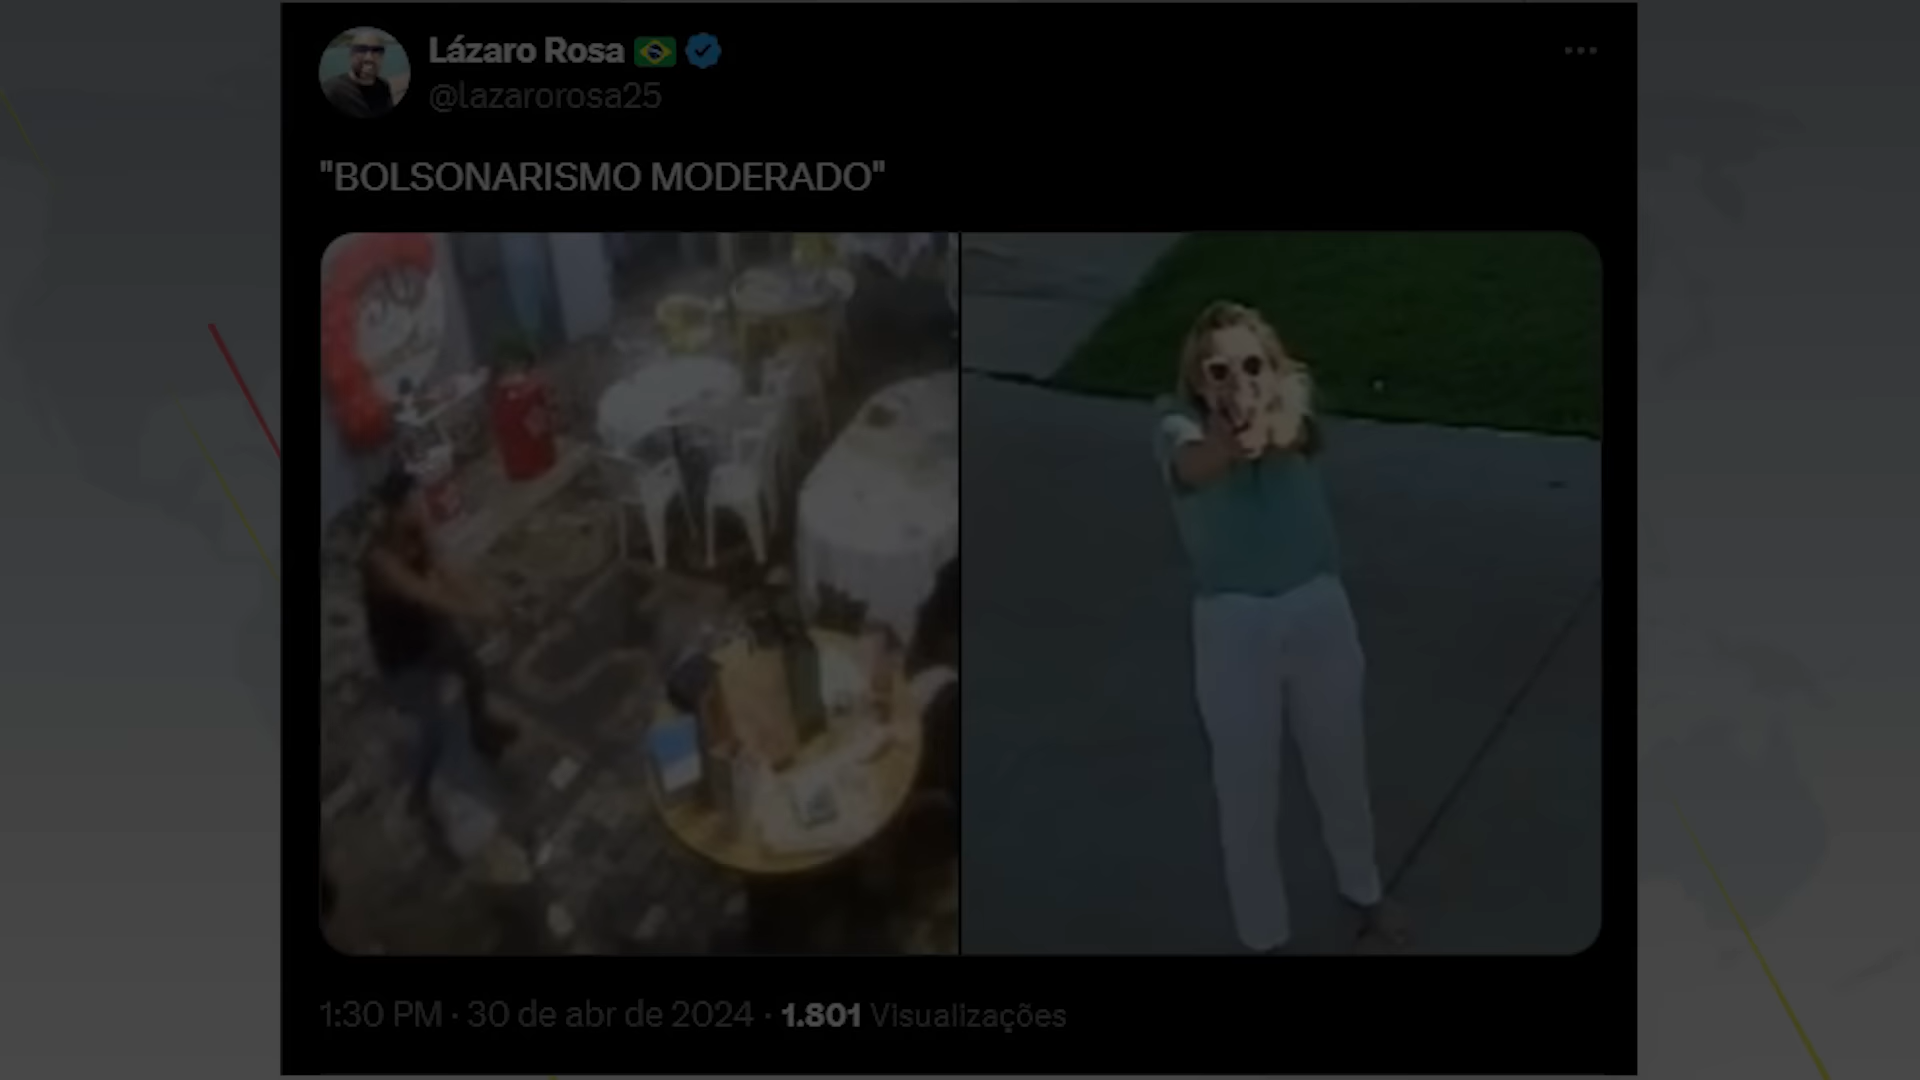 Lázaro Rosa
@lazarorosa25
"BOLSONARISMO MODERADO"
1:30 PM · 30 de abr de 2024 · 1.801 Visualizações